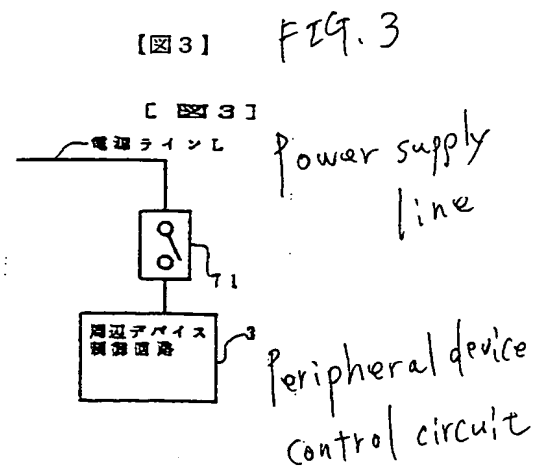 【図3】 FIG. 3
[図3]
電源ラインL
Power supply
line
71
周辺デバイス
制御回路
3
Peripheral device
control circuit